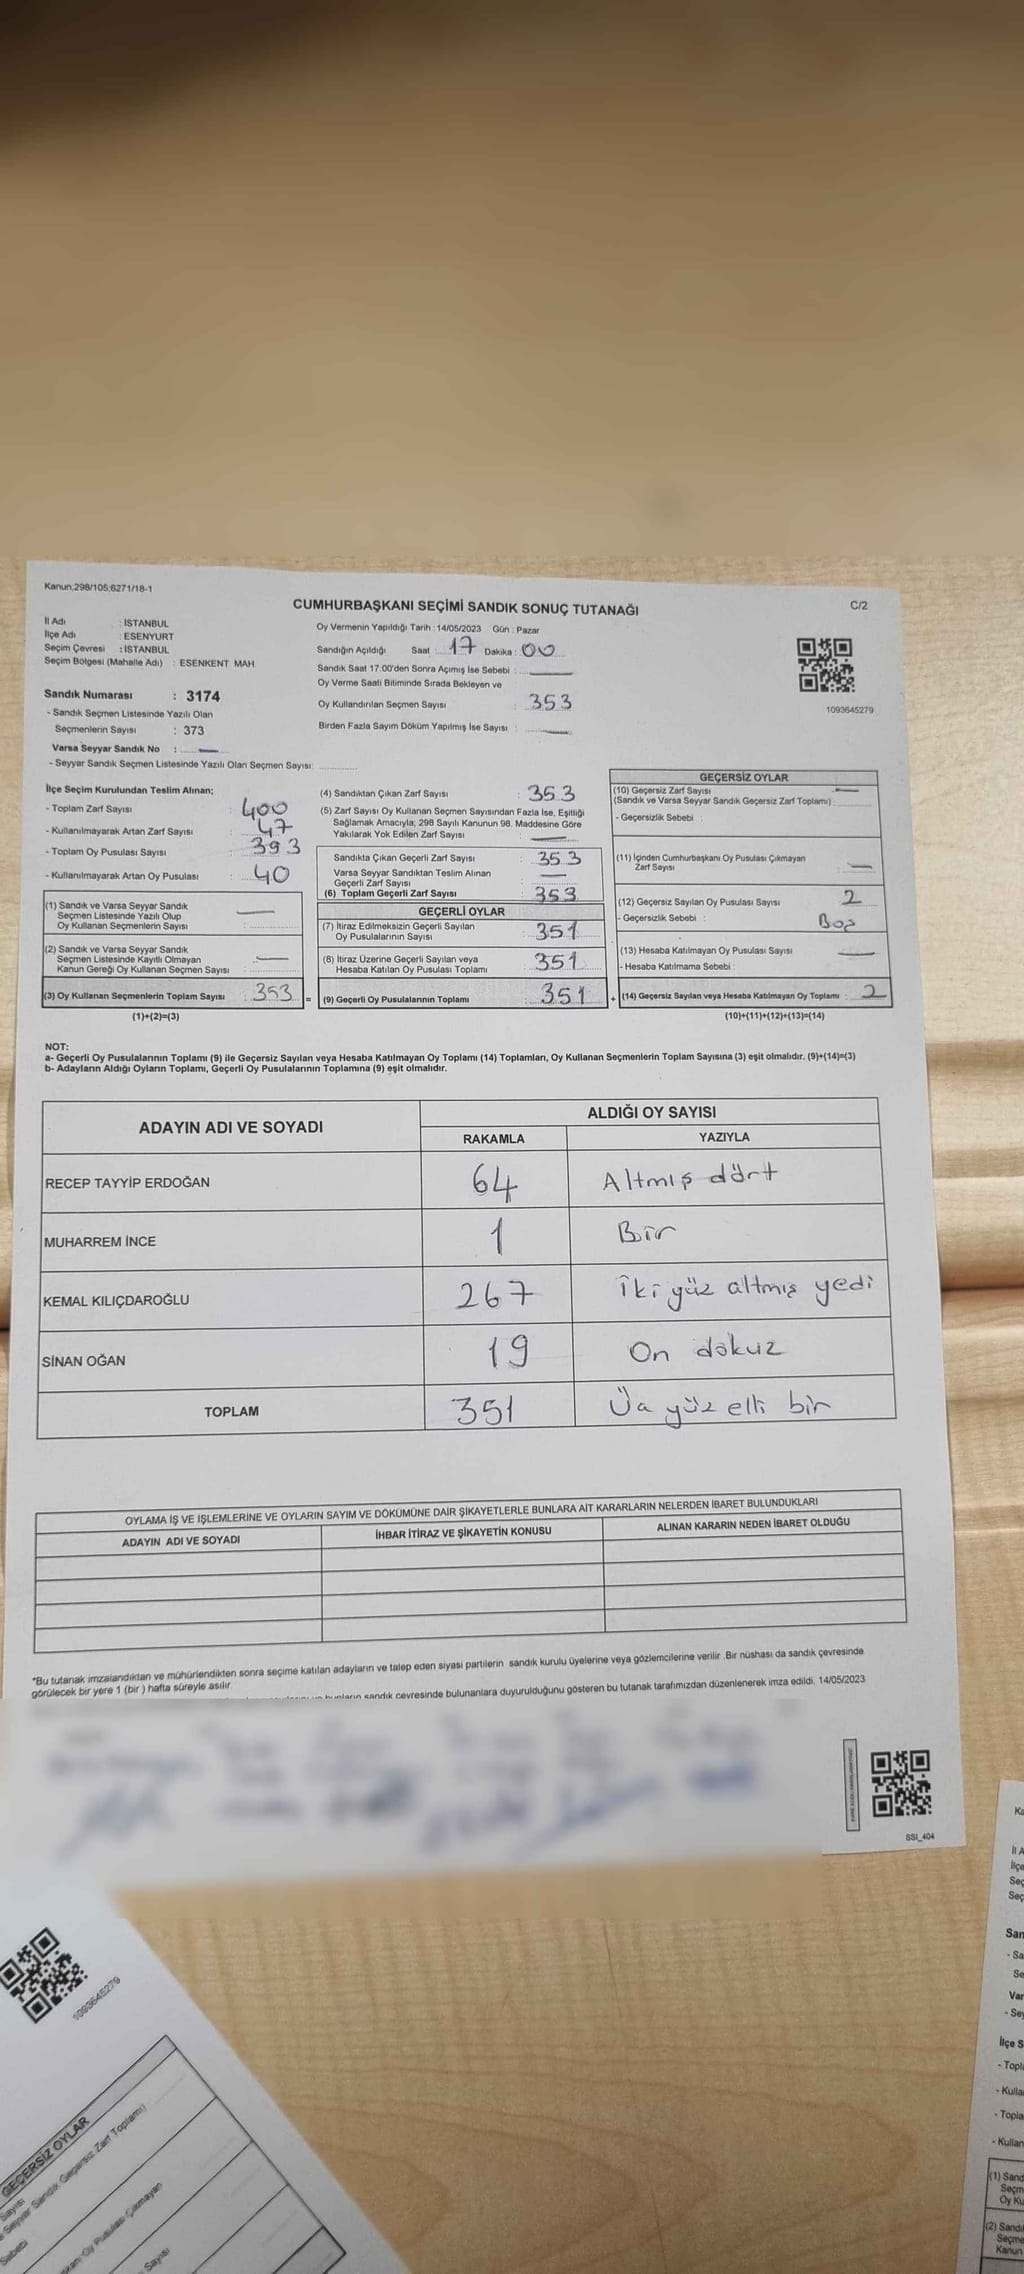 Kanun;298/105;6271/18-1
CUMHURBAŞKANI SEÇİMİ SANDIK SONUÇ TUTANAĞI
C/2
İl Adı : İSTANBUL
İlçe Adı : ESENYURT
Seçim Çevresi : İSTANBUL
Seçim Bölgesi (Mahalle Adı) : ESENKENT MAH.
Sandık Numarası : 3174
- Sandık Seçmen Listesinde Yazılı Olan
Seçmenlerin Sayısı : 373
Varsa Seyyar Sandık No : —
- Seyyar Sandık Seçmen Listesinde Yazılı Olan Seçmen Sayısı:
Oy Vermenin Yapıldığı Tarih : 14/05/2023 Gün : Pazar
Sandığın Açıldığı Saat : 17 Dakika : 00
Sandık Saat 17:00'den Sonra Açımış İse Sebebi : —
Oy Verme Saati Bitiminde Sırada Bekleyen ve
Oy Kullandırılan Seçmen Sayısı : 353
Birden Fazla Sayım Döküm Yapılmış İse Sayısı : —
1093645279
İlçe Seçim Kurulundan Teslim Alınan;
- Toplam Zarf Sayısı : 400
- Kullanılmayarak Artan Zarf Sayısı : 47
- Toplam Oy Pusulası Sayısı : 393
- Kullanılmayarak Artan Oy Pusulası : 40
(1) Sandık ve Varsa Seyyar Sandık
Seçmen Listesinde Yazılı Olup
Oy Kullanan Seçmenlerin Sayısı —
(2) Sandık ve Varsa Seyyar Sandık
Seçmen Listesinde Kayıtlı Olmayan
Kanun Gereği Oy Kullanan Seçmen Sayısı : —
(3) Oy Kullanan Seçmenlerin Toplam Sayısı : 353 =
(1)+(2)=(3)
(4) Sandıktan Çıkan Zarf Sayısı : 353
(5) Zarf Sayısı Oy Kullanan Seçmen Sayısından Fazla İse, Eşitliği
Sağlamak Amacıyla; 298 Sayılı Kanunun 98. Maddesine Göre
Yakılarak Yok Edilen Zarf Sayısı : —
Sandıkta Çıkan Geçerli Zarf Sayısı : 353
Varsa Seyyar Sandıktan Teslim Alınan
Geçerli Zarf Sayısı : —
(6) Toplam Geçerli Zarf Sayısı : 353
GEÇERLİ OYLAR
(7) İtiraz Edilmeksizin Geçerli Sayılan
Oy Pusulalarının Sayısı : 351
(8) İtiraz Üzerine Geçerli Sayılan veya
Hesaba Katılan Oy Pusulası Toplamı : 351
(9) Geçerli Oy Pusulalarının Toplamı : 351 +
GEÇERSİZ OYLAR
(10) Geçersiz Zarf Sayısı : —
(Sandık ve Varsa Seyyar Sandık Geçersiz Zarf Toplamı) :
- Geçersizlik Sebebi :
(11) İçinden Cumhurbaşkanı Oy Pusulası Çıkmayan
Zarf Sayısı : —
(12) Geçersiz Sayılan Oy Pusulası Sayısı : 2
- Geçersizlik Sebebi : Boş
(13) Hesaba Katılmayan Oy Pusulası Sayısı : —
- Hesaba Katılmama Sebebi :
(14) Geçersiz Sayılan veya Hesaba Katılmayan Oy Toplamı : 2
(10)+(11)+(12)+(13)=(14)
NOT:
a- Geçerli Oy Pusulalarının Toplamı (9) ile Geçersiz Sayılan veya Hesaba Katılmayan Oy Toplamı (14) Toplamları, Oy Kullanan Seçmenlerin Toplam Sayısına (3) eşit olmalıdır. (9)+(14)=(3)
b- Adayların Aldığı Oyların Toplamı, Geçerli Oy Pusulalarının Toplamına (9) eşit olmalıdır.
ADAYIN ADI VE SOYADI ALDIĞI OY SAYISI
RAKAMLA YAZIYLA
RECEP TAYYİP ERDOĞAN 64 Altmış dört
MUHARREM İNCE 1 Bir
KEMAL KILIÇDAROĞLU 267 İki yüz altmış yedi
SİNAN OĞAN 19 On dokuz
TOPLAM 351 Üç yüz elli bir
OYLAMA İŞ VE İŞLEMLERİNE VE OYLARIN SAYIM VE DÖKÜMÜNE DAİR ŞİKAYETLERLE BUNLARA AİT KARARLARIN NELERDEN İBARET BULUNDUKLARI
ADAYIN ADI VE SOYADI İHBAR İTİRAZ VE ŞİKAYETİN KONUSU ALINAN KARARIN NEDEN İBARET OLDUĞU
*Bu tutanak imzalandıktan ve mühürlendikten sonra seçime katılan adayların ve talep eden siyasi partilerin sandık kurulu üyelerine veya gözlemcilerine verilir. Bir nüshası da sandık çevresinde
görülecek bir yere 1 (bir ) hafta süreyle asılır.
sandık çevresinde bulunanlara duyurulduğunu gösteren bu tutanak tarafımızdan düzenlenerek imza edildi. 14/05/2023
SSI_404
1093645279
GEÇERSİZ OYLAR